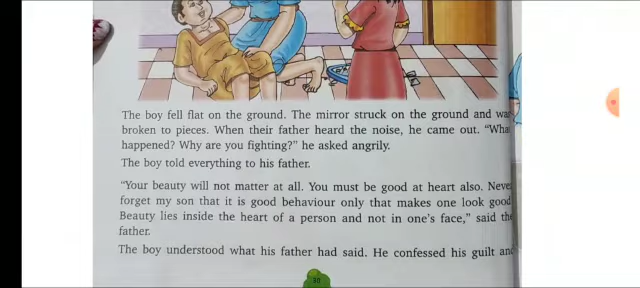 The boy fell flat on the ground. The mirror struck on the ground and was
broken to pieces. When their father heard the noise, he came out. "Wha
happened? Why are you fighting?" he asked angrily.
The boy told everything to his father.
"Your beauty will not matter at all. You must be good at heart also. Never
forget my son that it is good behaviour only that makes one look good
Beauty lies inside the heart of a person and not in one's face," said the
father.
The boy understood what his father had said. He confessed his guilt and